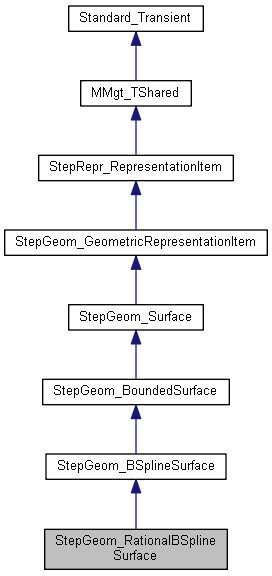 Standard_Transient
MMgt_TShared
StepRepr_RepresentationItem
StepGeom_GeometricRepresentationItem
StepGeom_Surface
StepGeom_BoundedSurface
StepGeom_BSplineSurface
StepGeom_RationalBSpline
Surface